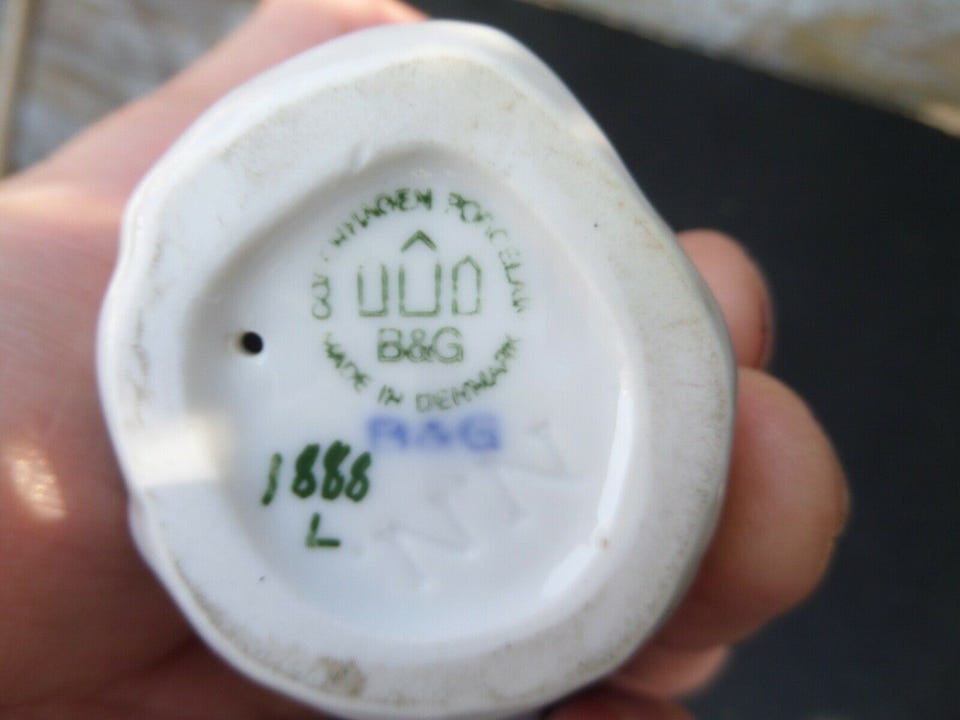 COPENHAGEN PORCELAIN
B&G
MADE IN DENMARK
B&G
1888
L